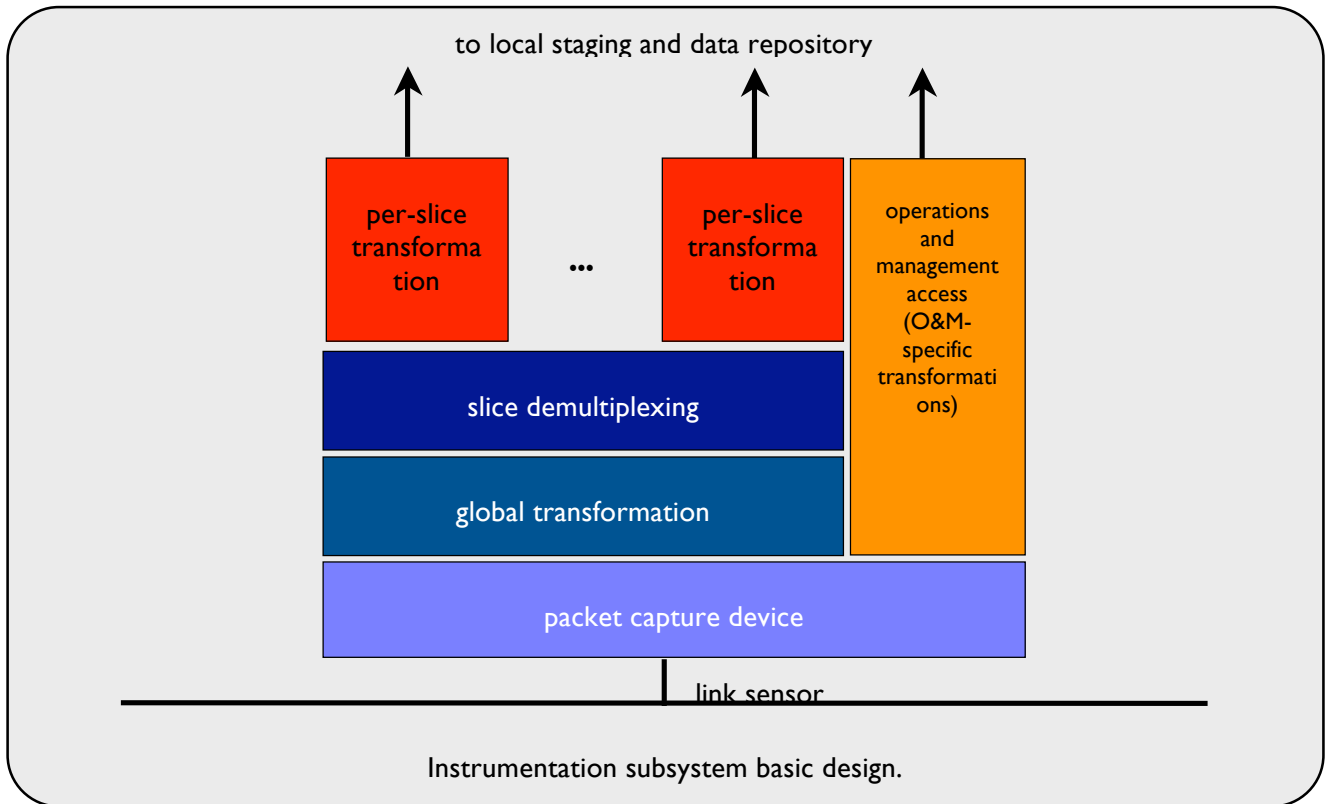 to local staging and data repository
per-slice
transforma
tion
...
per-slice
transforma
tion
operations
and
management
access
(O&M-
specific
transformati
ons)
slice demultiplexing
global transformation
packet capture device
link sensor
Instrumentation subsystem basic design.